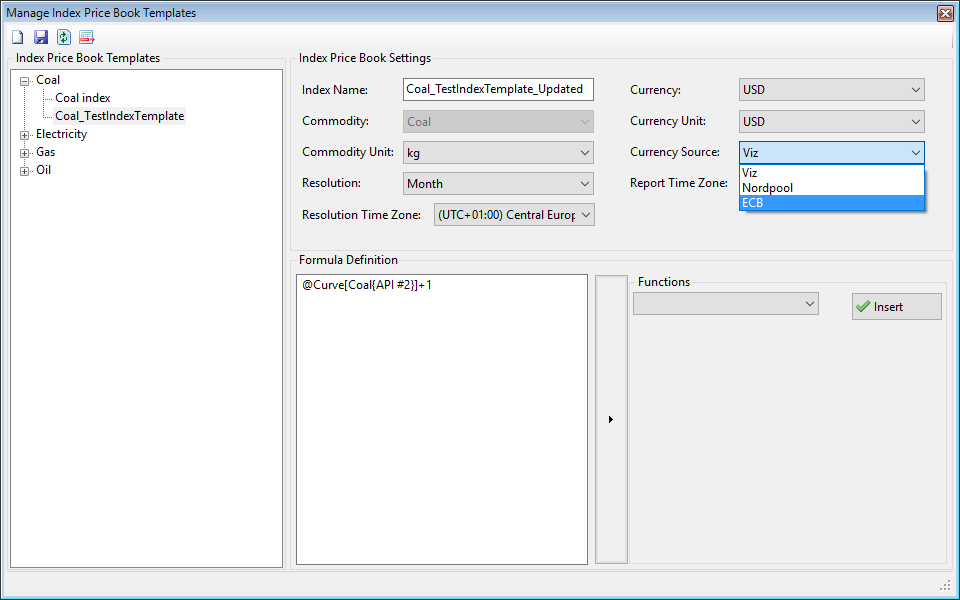 Manage Index Price Book Templates
Index Price Book Templates
Coal
Coal index
Coal_TestIndexTemplate
Electricity
Gas
Oil
Index Price Book Settings
Index Name:
Coal_TestIndexTemplate_Updated
Commodity:
Coal
Commodity Unit:
kg
Resolution:
Month
Resolution Time Zone:
(UTC+01:00) Central Europ
Currency:
USD
Currency Unit:
USD
Currency Source:
Viz
Viz
Nordpool
ECB
Report Time Zone:
Formula Definition
@Curve[Coal{API #2}]+1
Functions
Insert